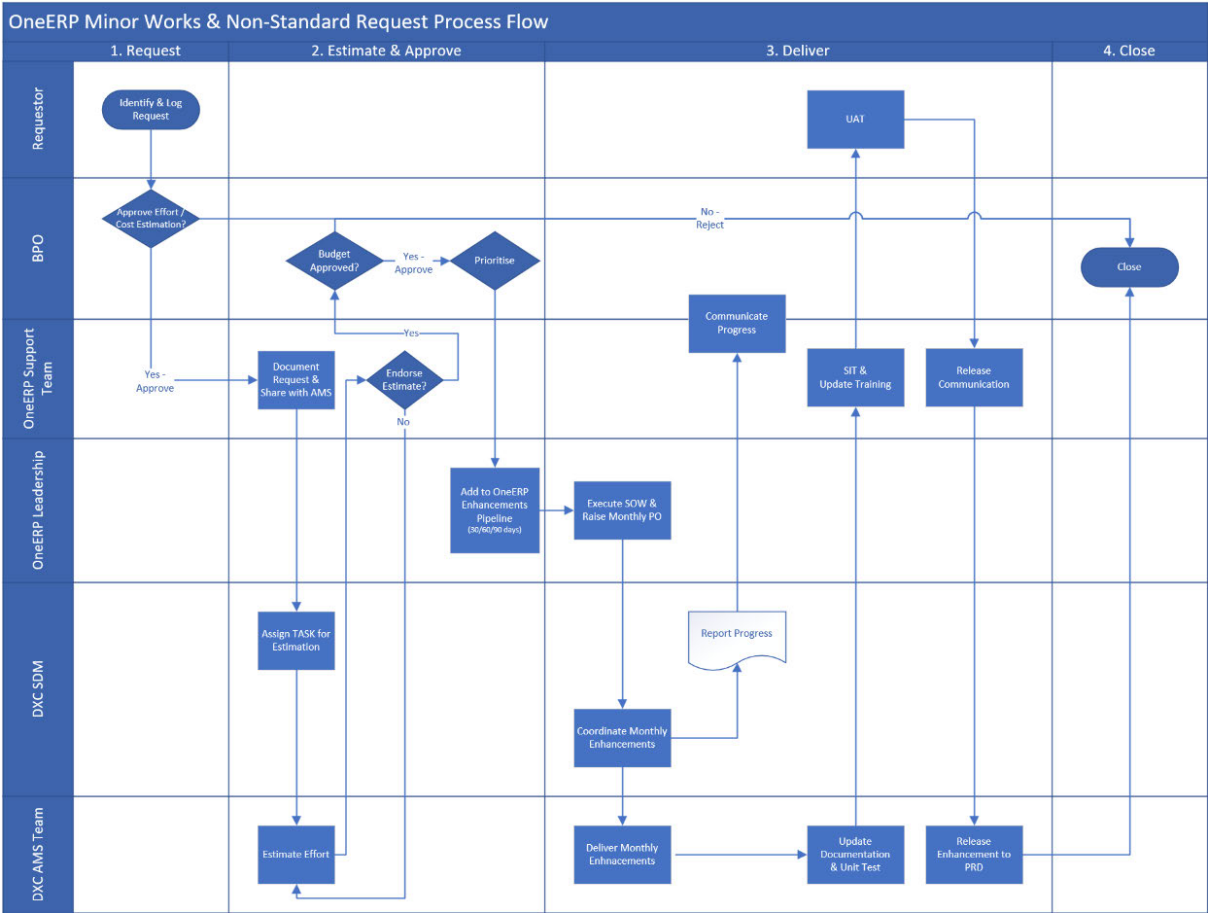 OneERP Minor Works & Non-Standard Request Process Flow
1. Request
2. Estimate & Approve
3. Deliver
4. Close
Requestor
Identify & Log
Request
UAT
BPO
Approve Effort /
Cost Estimation?
No -
Reject
Budget
Approved?
Yes -
Approve
Prioritise
Close
OneERP Support
Team
Communicate
Progress
Yes
Yes -
Approve
Document
Request &
Share with AMS
Endorse
Estimate?
No
SIT &
Update Training
Release
Communication
OneERP Leadership
Add to OneERP
Enhancements
Pipeline
(30/60/90 days)
Execute SOW &
Raise Monthly PO
DXC SDM
Assign TASK for
Estimation
Report Progress
Coordinate Monthly
Enhancements
DXC AMS Team
Estimate Effort
Deliver Monthly
Enhnacements
Update
Documentation
& Unit Test
Release
Enhancement to
PRD